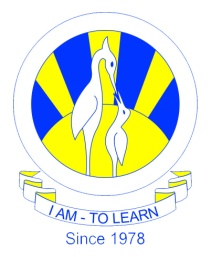 I AM - TO LEARN
Since 1978